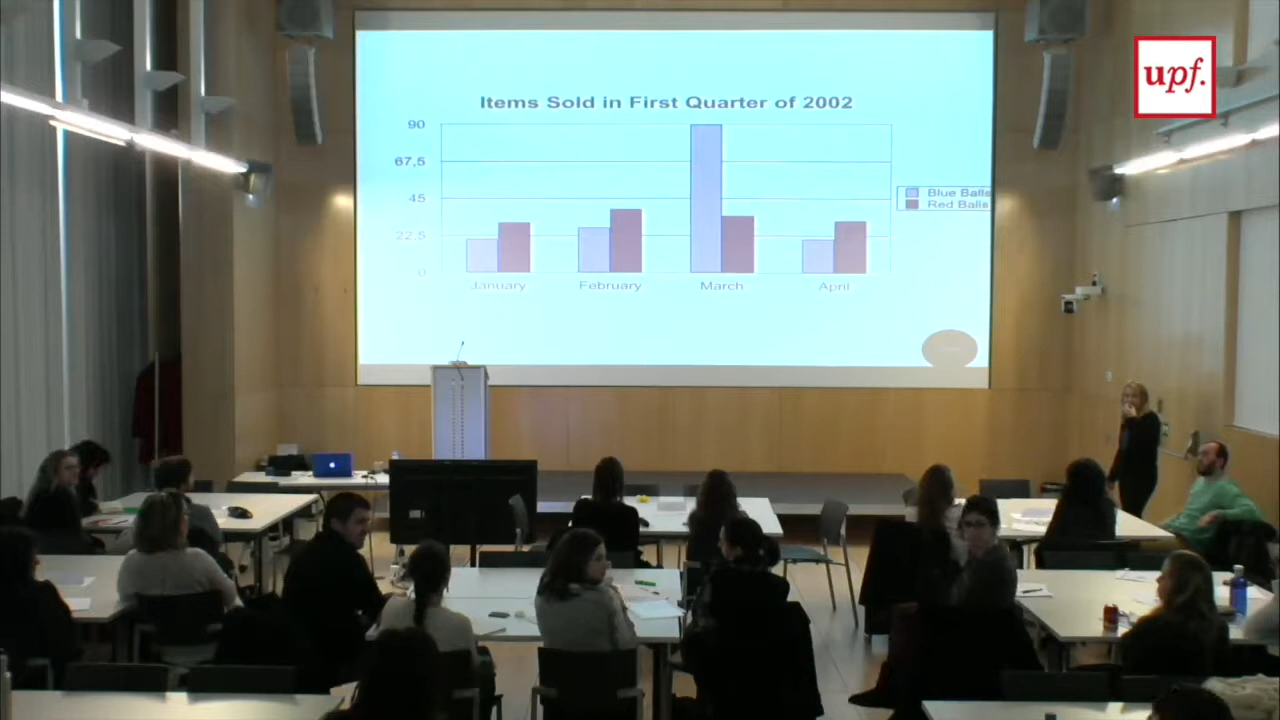 upf.
Items Sold in First Quarter of 2002
90
67,5
45
22,5
0
Blue Balls
Red Balls
January February March April